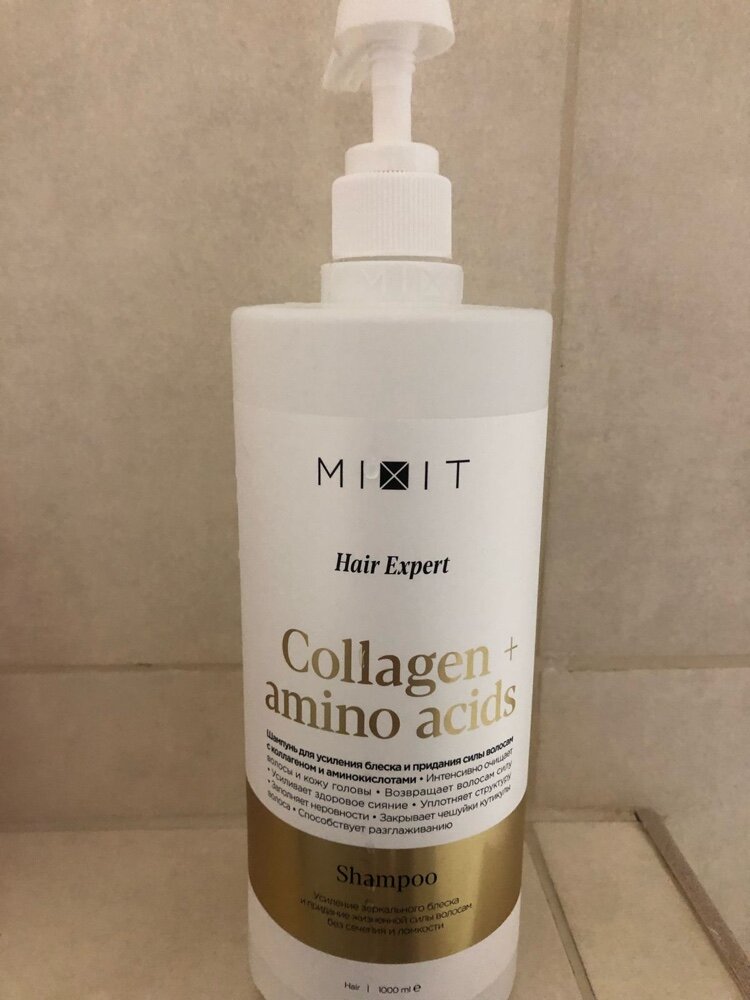 MIXIT
Hair Expert
Collagen +
amino acids
Шампунь для усиления блеска и придания силы волосам
с коллагеном и аминокислотами • Интенсивно очищает
волосы и кожу головы • Возвращает волосам силу
• Усиливает здоровое сияние • Уплотняет структуру
• Заполняет неровности • Закрывает чешуйки кутикулы
волоса • Способствует разглаживанию
Shampoo
Усиление зеркального блеска
и придание жизненной силы волосам
без сечения и ломкости
Hair | 1000 ml ℮